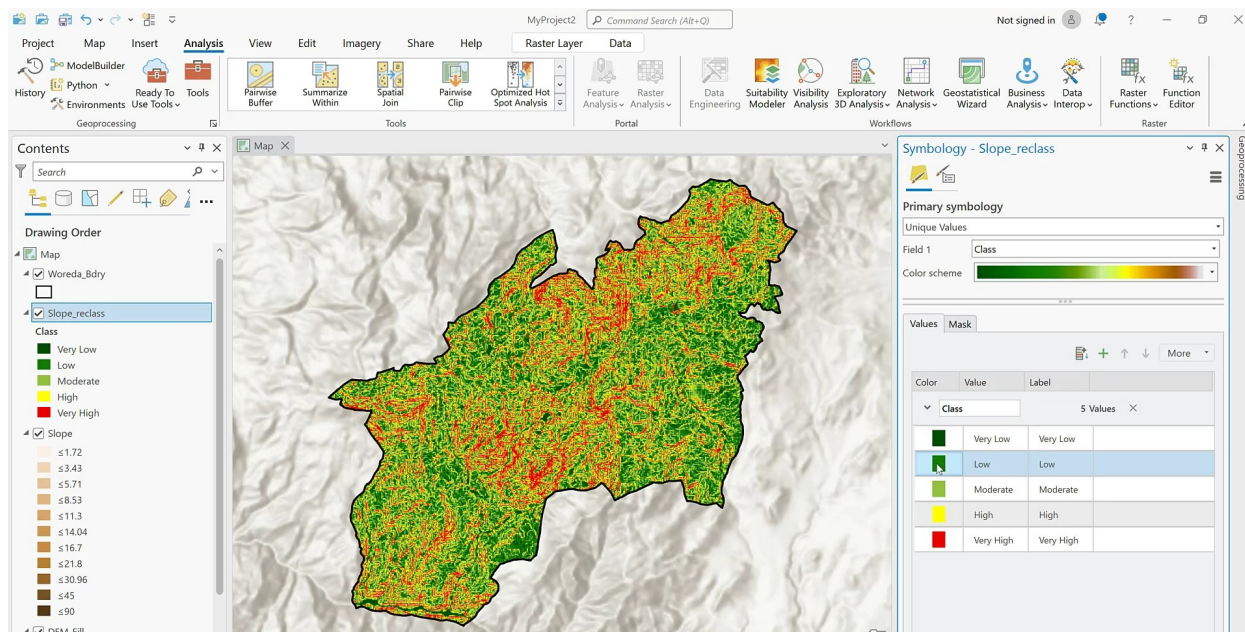 MyProject2
Command Search (Alt+Q)
Not signed in
?
Project
Map
Insert
Analysis
View
Edit
Imagery
Share
Help
Raster Layer
Data
History
ModelBuilder
Python
Environments
Ready To Use Tools
Tools
Geoprocessing
Pairwise Buffer
Summarize Within
Spatial Join
Pairwise Clip
Optimized Hot Spot Analysis
Tools
Feature Analysis
Raster Analysis
Portal
Data Engineering
Suitability Modeler
Visibility Analysis
Exploratory 3D Analysis
Network Analysis
Geostatistical Wizard
Business Analysis
Data Interop
Workflows
Raster Functions
Function Editor
Raster
Contents
Search
Drawing Order
Map
Woreda_Bdry
Slope_reclass
Class
Very Low
Low
Moderate
High
Very High
Slope
≤1.72
≤3.43
≤5.71
≤8.53
≤11.3
≤14.04
≤16.7
≤21.8
≤30.96
≤45
≤90
DEM_Fill
Map
Symbology - Slope_reclass
Primary symbology
Unique Values
Field 1 Class
Color scheme
Values Mask
More
Color Value Label
Class 5 Values
Very Low Very Low
Low Low
Moderate Moderate
High High
Very High Very High
Geoprocessing